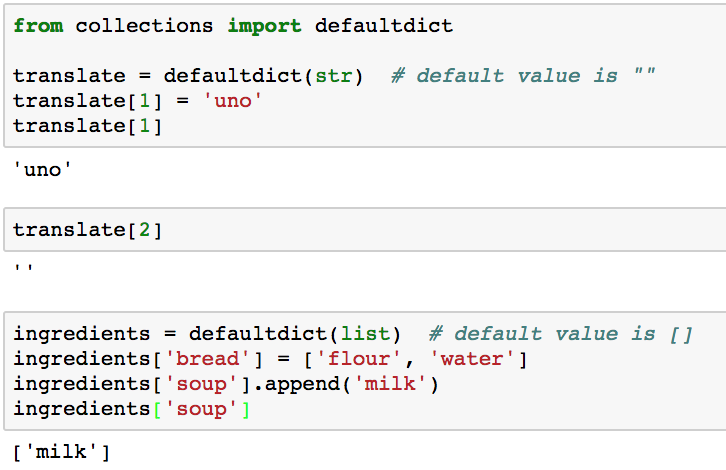 from collections import defaultdict
translate = defaultdict(str)  # default value is ""
translate[1] = 'uno'
translate[1]
'uno'
translate[2]
''
ingredients = defaultdict(list)  # default value is []
ingredients['bread'] = ['flour', 'water']
ingredients['soup'].append('milk')
ingredients['soup']
['milk']